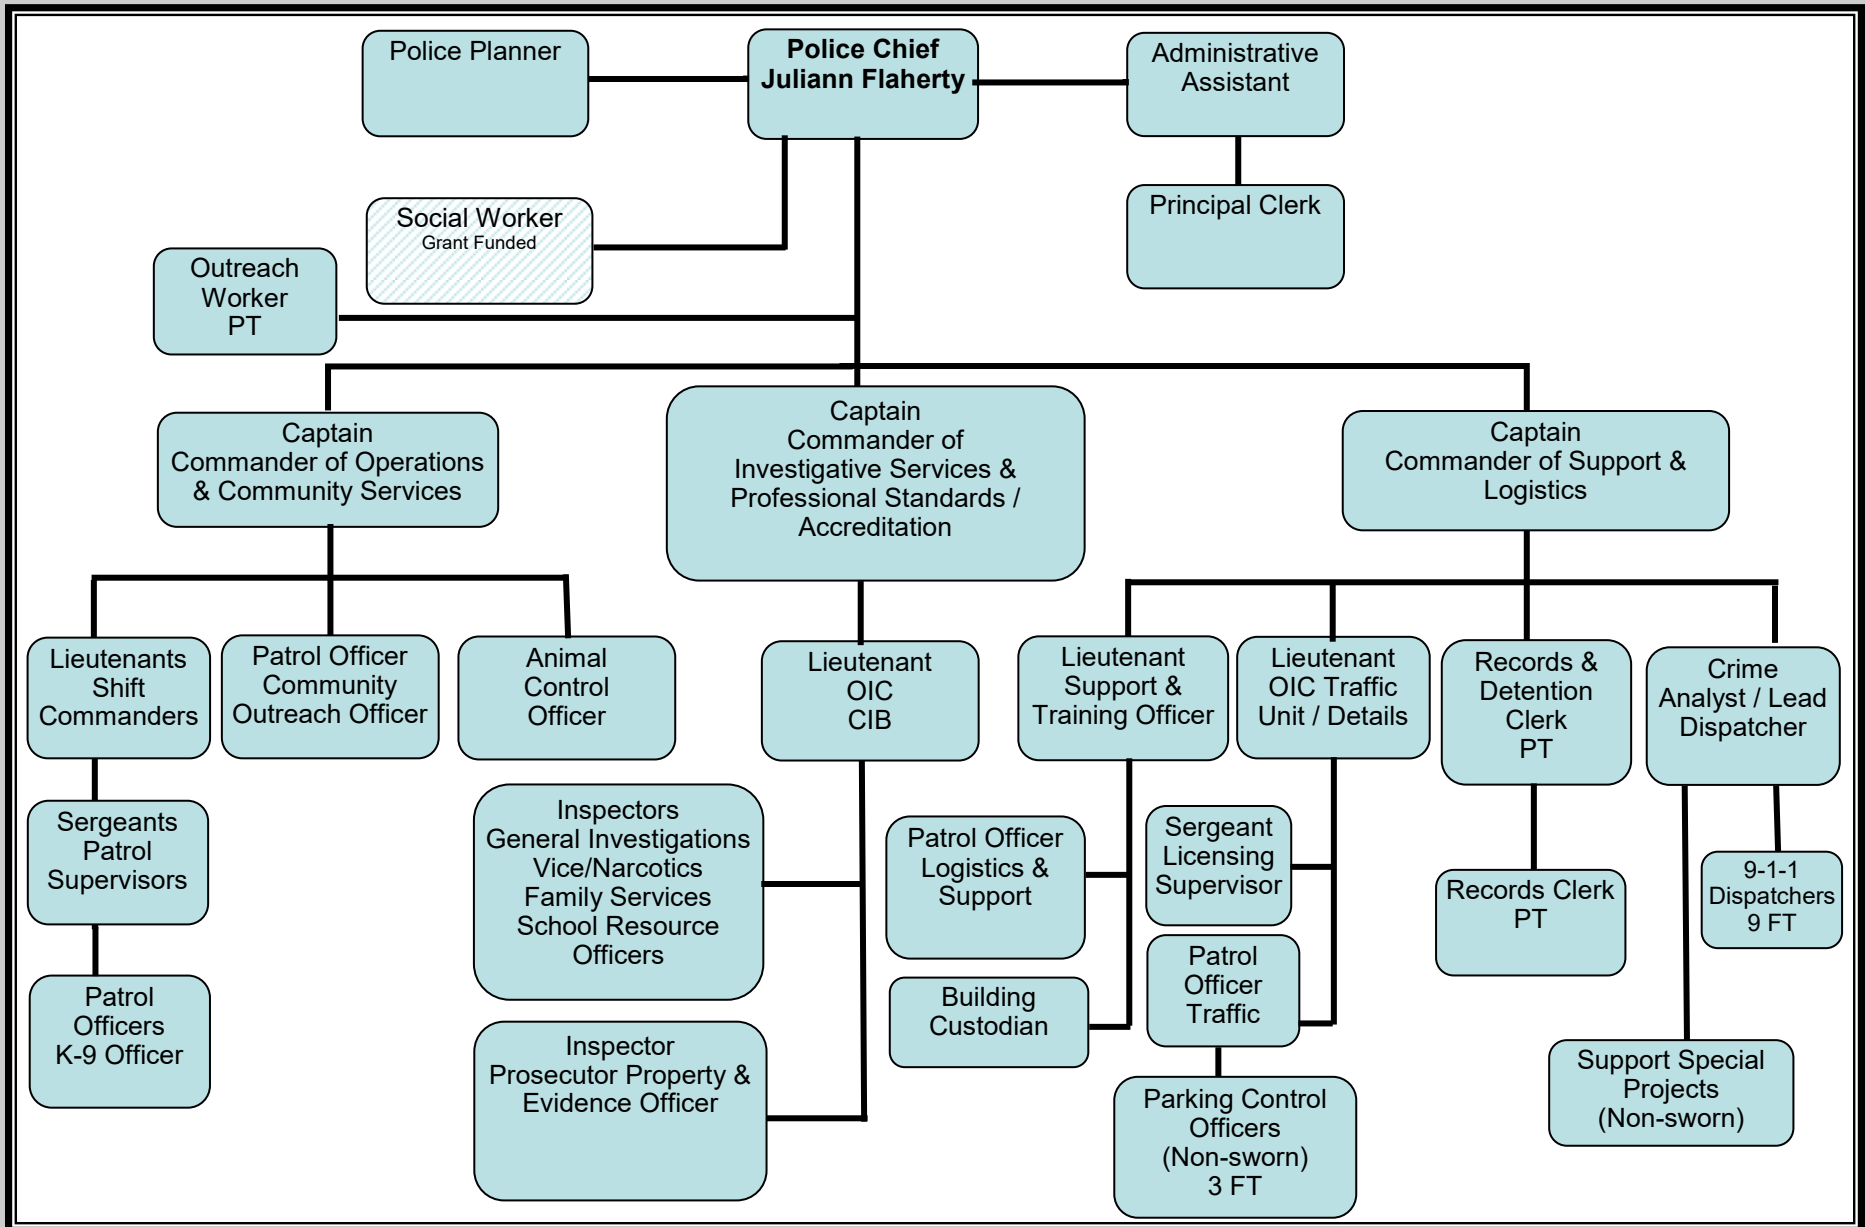 Police Planner
Police Chief
Juliann Flaherty
Administrative
Assistant
Principal Clerk
Social Worker
Grant Funded
Outreach
Worker
PT
Captain
Commander of Operations
& Community Services
Captain
Commander of
Investigative Services &
Professional Standards /
Accreditation
Captain
Commander of Support &
Logistics
Lieutenants
Shift
Commanders
Patrol Officer
Community
Outreach Officer
Animal
Control
Officer
Lieutenant
OIC
CIB
Lieutenant
Support &
Training Officer
Lieutenant
OIC Traffic
Unit / Details
Records &
Detention
Clerk
PT
Crime
Analyst / Lead
Dispatcher
Sergeants
Patrol
Supervisors
Inspectors
General Investigations
Vice/Narcotics
Family Services
School Resource
Officers
Patrol Officer
Logistics &
Support
Sergeant
Licensing
Supervisor
Records Clerk
PT
9-1-1
Dispatchers
9 FT
Patrol
Officers
K-9 Officer
Inspector
Prosecutor Property &
Evidence Officer
Building
Custodian
Patrol
Officer
Traffic
Parking Control
Officers
(Non-sworn)
3 FT
Support Special
Projects
(Non-sworn)